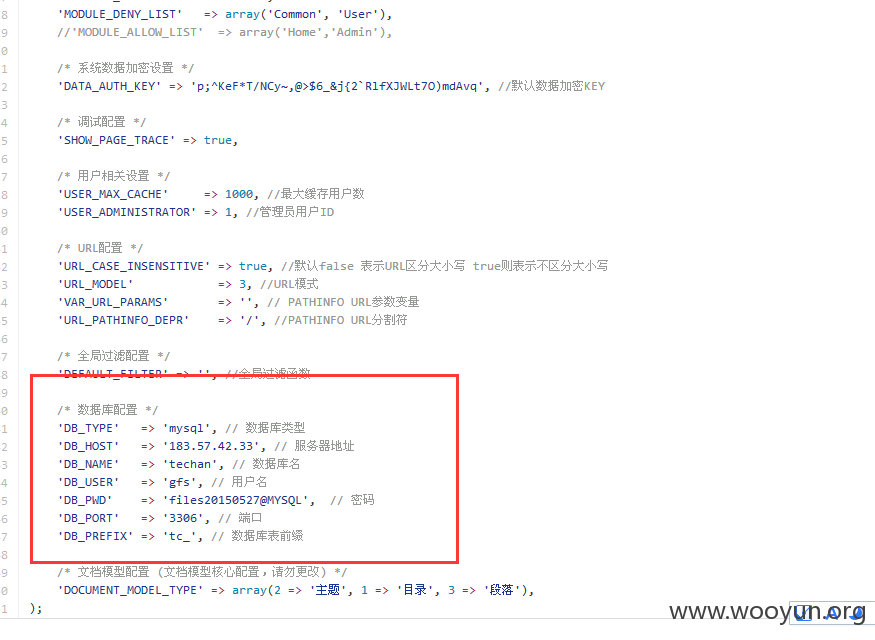 8 'MODULE_DENY_LIST' => array('Common', 'User'),
9 //'MODULE_ALLOW_LIST' => array('Home','Admin'),
0
1 /* 系统数据加密设置 */
2 'DATA_AUTH_KEY' => 'p;^KeF*T/NCy~,@>$6_&j{2`RlfXJWLt7O)mdAvq', //默认数据加密KEY
3
4 /* 调试配置 */
5 'SHOW_PAGE_TRACE' => true,
6
7 /* 用户相关设置 */
8 'USER_MAX_CACHE' => 1000, //最大缓存用户数
9 'USER_ADMINISTRATOR' => 1, //管理员用户ID
0
1 /* URL配置 */
2 'URL_CASE_INSENSITIVE' => true, //默认false 表示URL区分大小写 true则表示不区分大小写
3 'URL_MODEL' => 3, //URL模式
4 'VAR_URL_PARAMS' => '', // PATHINFO URL参数变量
5 'URL_PATHINFO_DEPR' => '/', //PATHINFO URL分割符
6
7 /* 全局过滤配置 */
8 'DEFAULT_FILTER' => '', //全局过滤函数
9
0 /* 数据库配置 */
1 'DB_TYPE' => 'mysql', // 数据库类型
2 'DB_HOST' => '183.57.42.33', // 服务器地址
3 'DB_NAME' => 'techan', // 数据库名
4 'DB_USER' => 'gfs', // 用户名
5 'DB_PWD' => 'files20150527@MYSQL', // 密码
6 'DB_PORT' => '3306', // 端口
7 'DB_PREFIX' => 'tc_', // 数据库表前缀
8
9 /* 文档模型配置 (文档模型核心配置，请勿更改) */
0 'DOCUMENT_MODEL_TYPE' => array(2 => '主题', 1 => '目录', 3 => '段落'),
1 );
www.wooyun.org